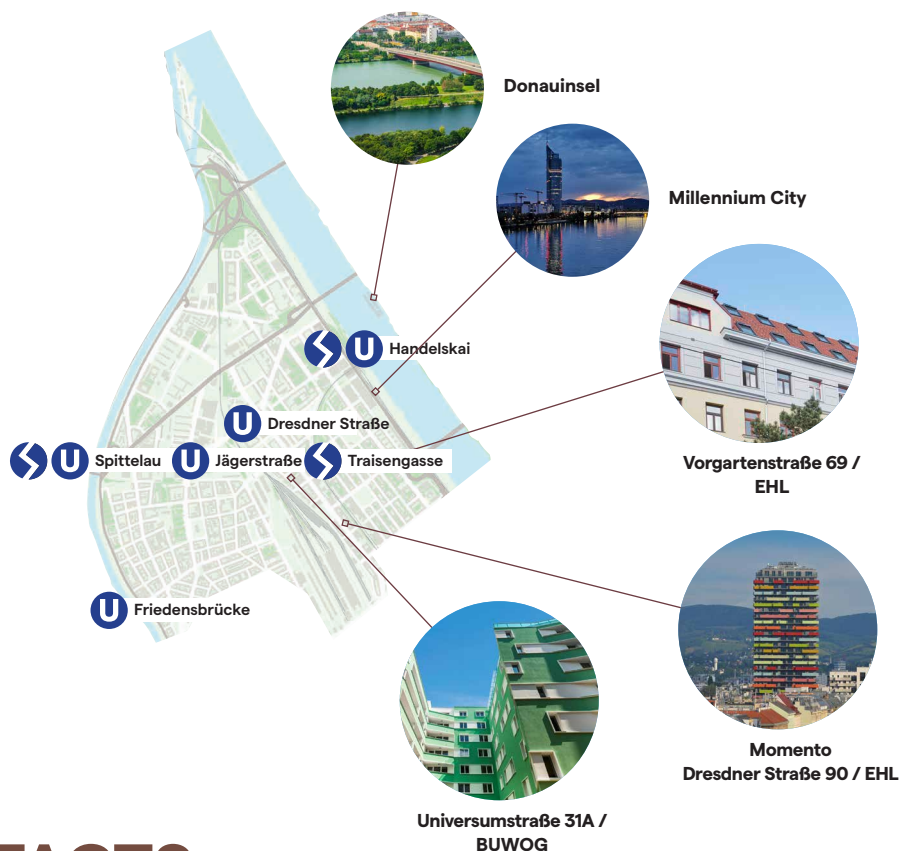 Donauinsel
Millennium City
U Handelskai
U Dresdner Straße
U Spittelau
U Jägerstraße
Traisengasse
Vorgartenstraße 69 /
EHL
U Friedensbrücke
Momento
Dresdner Straße 90 / EHL
Universumstraße 31A /
BUWOG